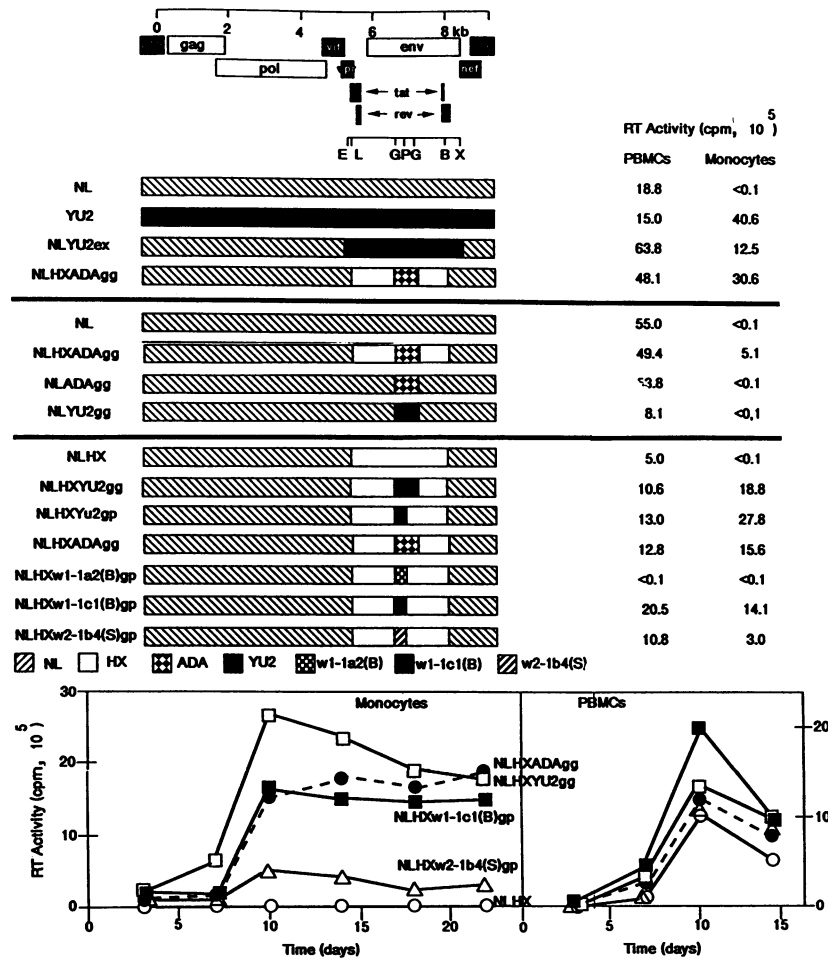 0 2 4 6 8 kb
gag vif env
pol nef
tat
rev
RT Activity (cpm, 10 5
E L GPG B X
PBMCs Monocytes
NL 18.8 <0.1
YU2 15.0 40.6
NLYU2ex 63.8 12.5
NLHXADAgg 48.1 30.6
NL 55.0 <0.1
NLHXADAgg 49.4 5.1
NLADAgg 3.8 <0.1
NLYU2gg 8.1 <0,1
NLHX 5.0 <0.1
NLHXYU2gg 10.6 18.8
NLHXYu2gp 13.0 27.8
NLHXADAgg 12.8 15.6
NLHXw1-1a2(B)gp <0.1 <0.1
NLHXw1-1c1(B)gp 20.5 14.1
NLHXw2-1b4(S)gp 10.8 3.0
NL HX ADA YU2 w1-1a2(B) w1-1c1(B) w2-1b4(S)
30 Monocytes PBMCs
20 20
10 10
0 0
RT Activity (cpm, 10 5 )
NLHXADAgg
NLHXYU2gg
NLHXw1-1c1(B)gp
NLHXw2-1b4(S)gp
NLHX
0 5 10 15 20 0 5 10 15
Time (days) Time (days)